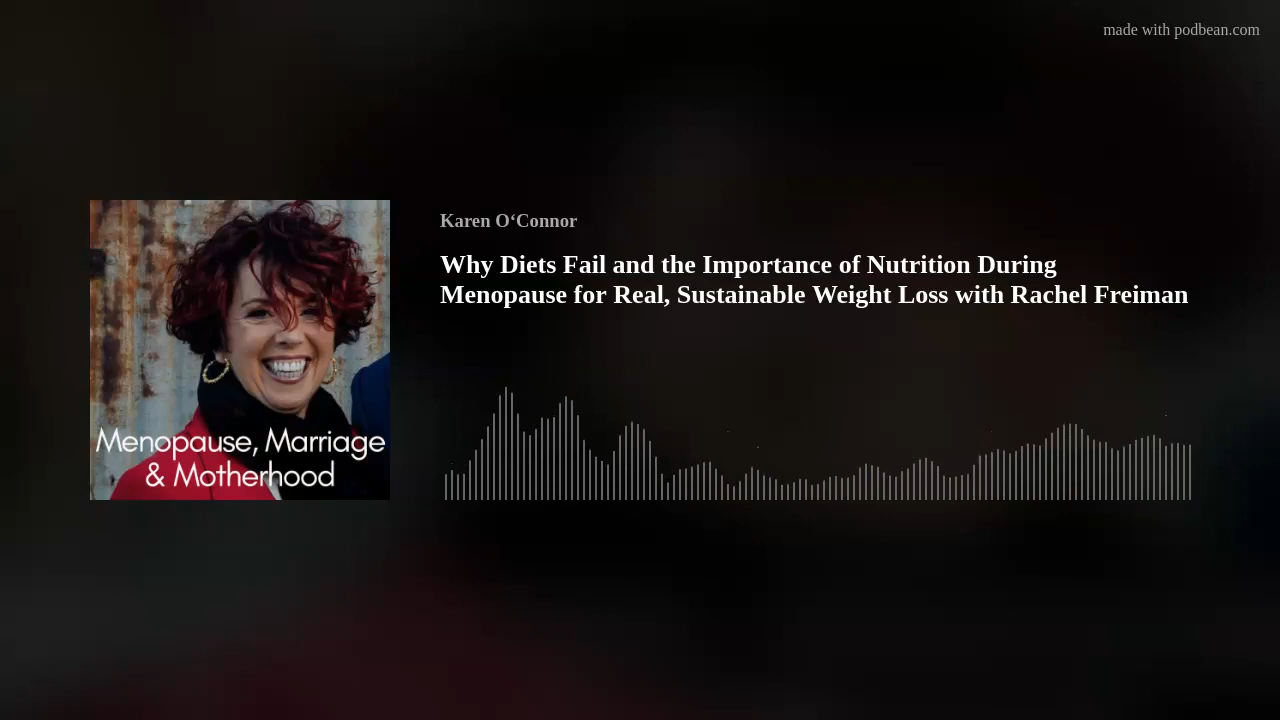 made with podbean.com
Karen O‘Connor
Why Diets Fail and the Importance of Nutrition During
Menopause for Real, Sustainable Weight Loss with Rachel Freiman
Menopause, Marriage
& Motherhood